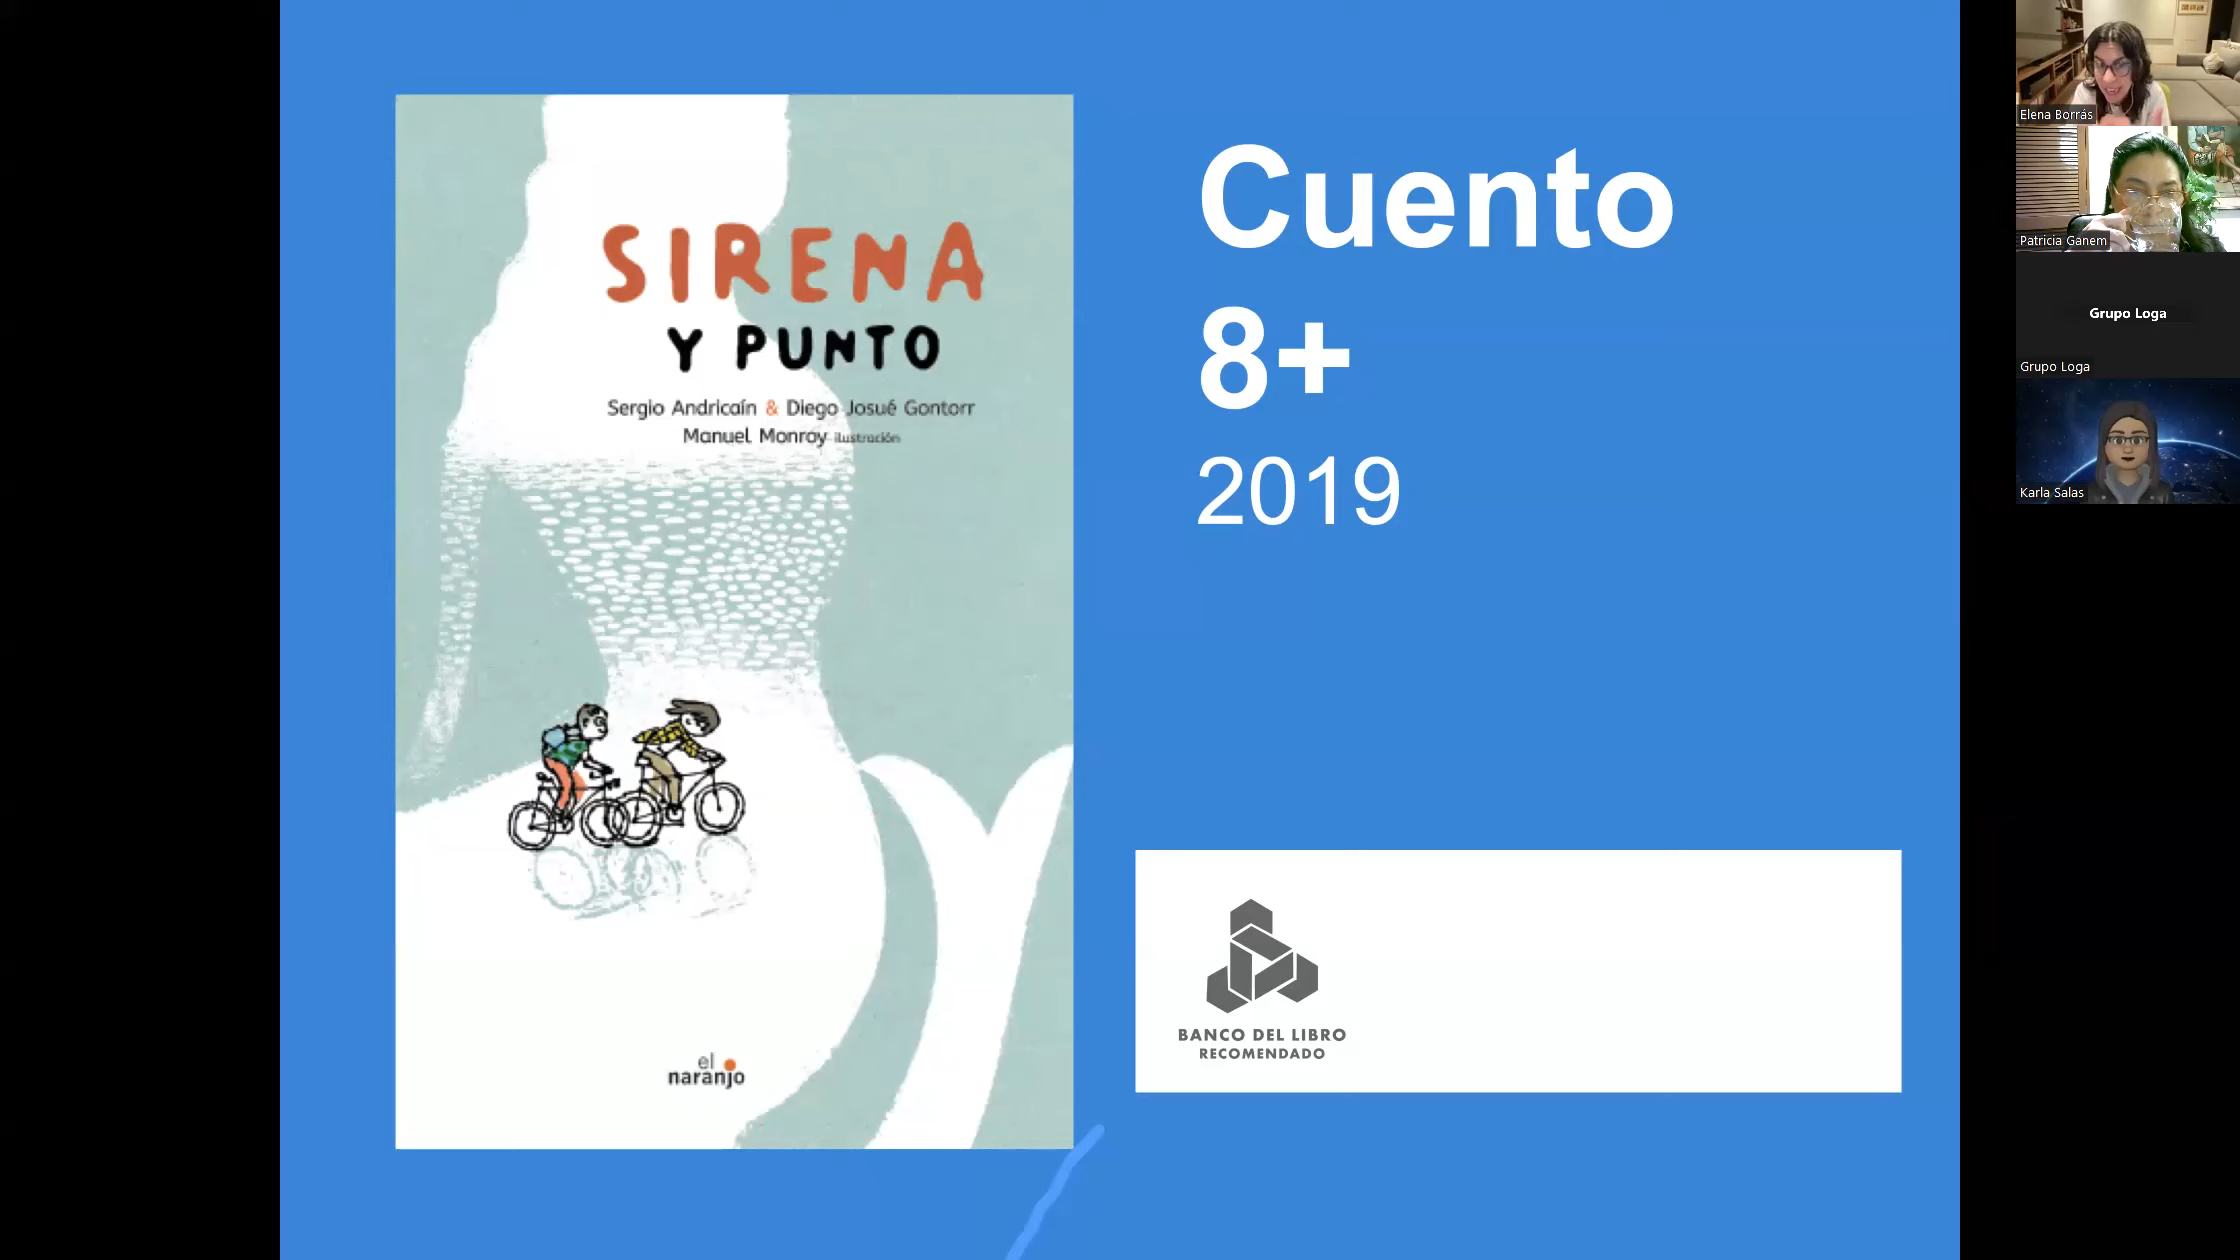 SIRENA
Y PUNTO
Sergio Andricaín & Diego Josué Gontorr
Manuel Monroy ilustración
el
naranjo
Cuento
8+
2019
BANCO DEL LIBRO
RECOMENDADO
Elena Borrás
Patricia Ganem
Grupo Loga
Grupo Loga
Karla Salas